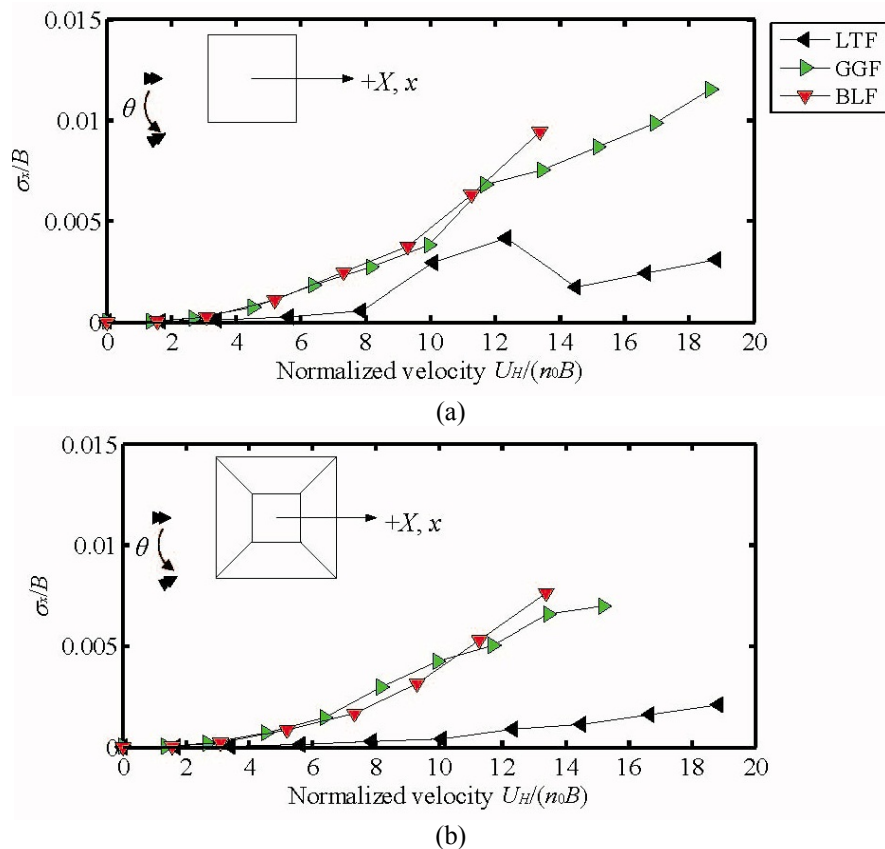 0.015
0.01
0.005
0
σx/B
θ
+X, x
LTF
GGF
BLF
0 2 4 6 8 10 12 14 16 18 20
Normalized velocity UH/(n0B)
(a)
0.015
0.01
0.005
0
σx/B
θ
+X, x
0 2 4 6 8 10 12 14 16 18 20
Normalized velocity UH/(n0B)
(b)